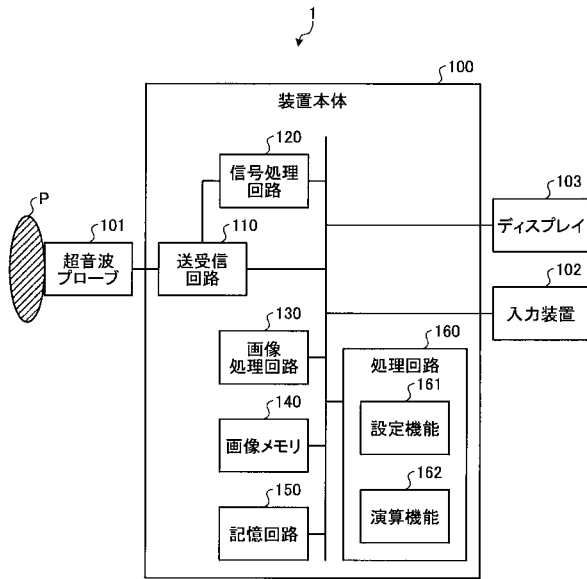 1
100
装置本体
120
信号処理
回路
P
101
超音波
プローブ
110
送受信
回路
103
ディスプレイ
102
入力装置
130
画像
処理回路
160
処理回路
161
設定機能
140
画像メモリ
162
演算機能
150
記憶回路